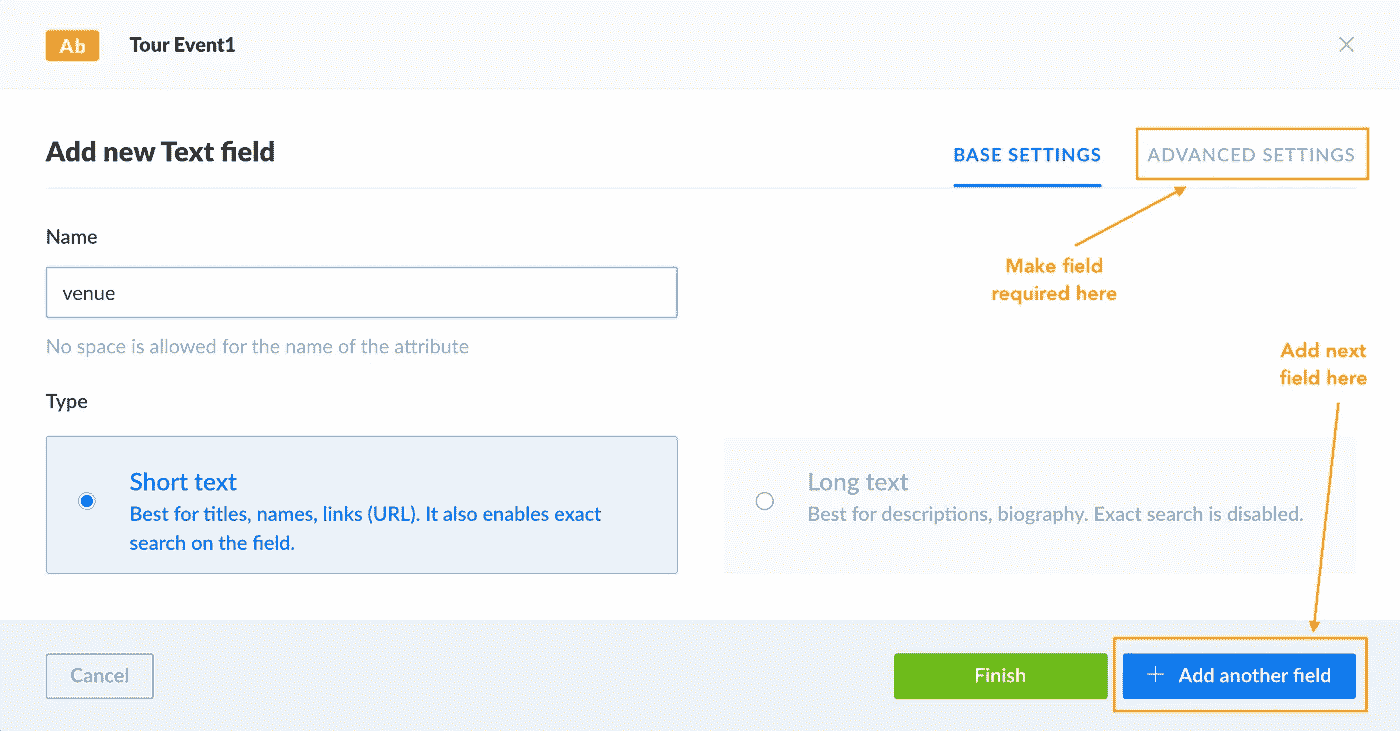 Ab Tour Event1
Add new Text field
BASE SETTINGS
ADVANCED SETTINGS
Make field
required here
Name
venue
No space is allowed for the name of the attribute
Add next
field here
Type
Short text
Best for titles, names, links (URL). It also enables exact
search on the field.
Long text
Best for descriptions, biography. Exact search is disabled.
Cancel
Finish
+ Add another field